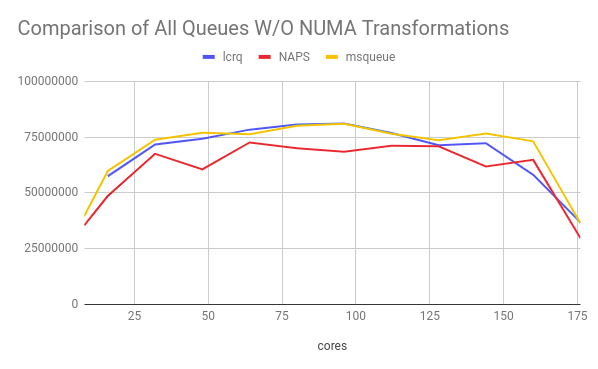 Comparison of All Queues W/O NUMA Transformations
lcrq NAPS msqueue
100000000
75000000
50000000
25000000
0
25 50 75 100 125 150 175
cores